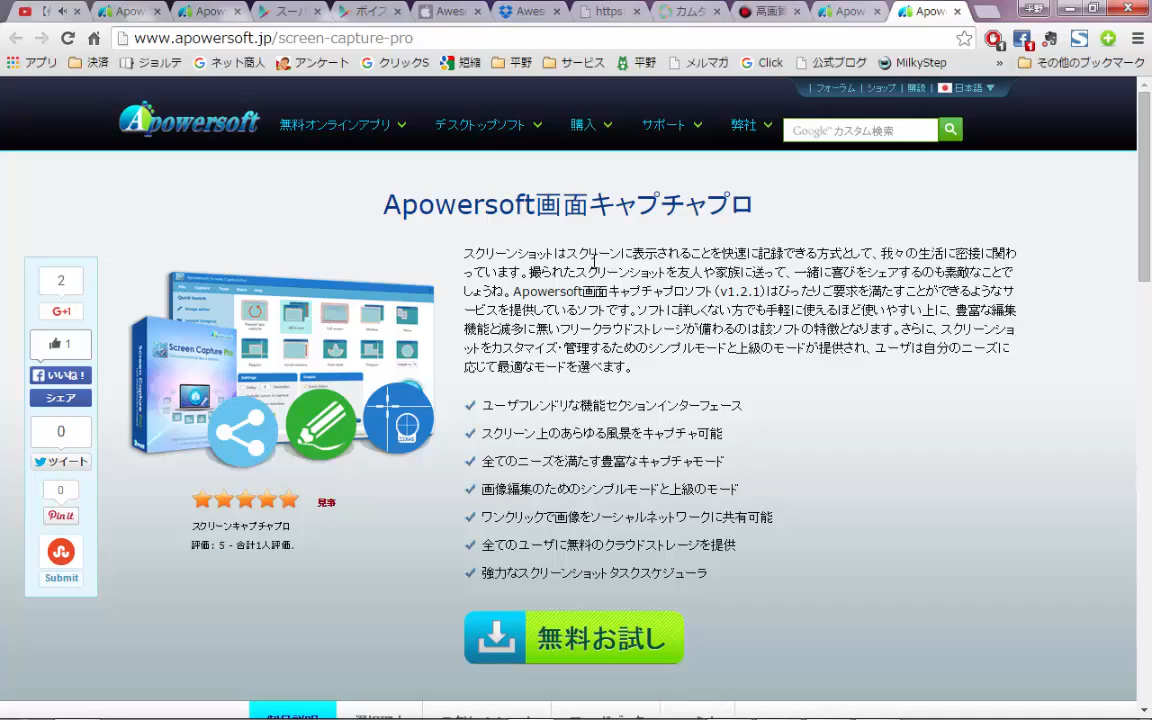 Apow
Apow
スーパ
ボイス
Awes
Awes
https:
カムタ
高画質
Apow
Apow
平野
www.apowersoft.jp/screen-capture-pro
アプリ 決済 ジョルテ ネット商人 アンケート クリックS 短縮 平野 サービス 平野 メルマガ Click 公式ブログ MilkyStep » その他のブックマーク
| フォーラム | ショップ | 開設 | 日本語 ▼
Apowersoft
無料オンラインアプリ デスクトップソフト 購入 サポート 弊社
Google™ カスタム検索
Apowersoft画面キャプチャプロ
スクリーンショットはスクリーンに表示されることを快速に記録できる方式として、我々の生活に密接に関わ
っています。撮られたスクリーンショットを友人や家族に送って、一緒に喜びをシェアするのも素敵なことで
しょうね。Apowersoft画面キャプチャプロソフト（v1.2.1）はぴったりご要求を満たすことができるようなサ
ービスを提供しているソフトです。ソフトに詳しくない方でも手軽に使えるほど使いやすい上に、豊富な編集
機能と減多に無いフリークラウドストレージが備わるのは該ソフトの特徴となります。さらに、スクリーンショ
ットをカスタマイズ・管理するためのシンプルモードと上級のモードが提供され、ユーザは自分のニーズに
応じて最適なモードを選べます。
ユーザフレンドリな機能セクションインターフェース
スクリーン上のあらゆる風景をキャプチャ可能
全てのニーズを満たす豊富なキャプチャモード
画像編集のためのシンプルモードと上級のモード
ワンクリックで画像をソーシャルネットワークに共有可能
全てのユーザに無料のクラウドストレージを提供
強力なスクリーンショットタスクスケジューラ
無料お試し
2
g+1
1
いいね！
シェア
0
ツイート
0
Pin it
Submit
Screen Capture Pro
見事
スクリーンキャプチャプロ
評価: 5 - 合計1人評価.